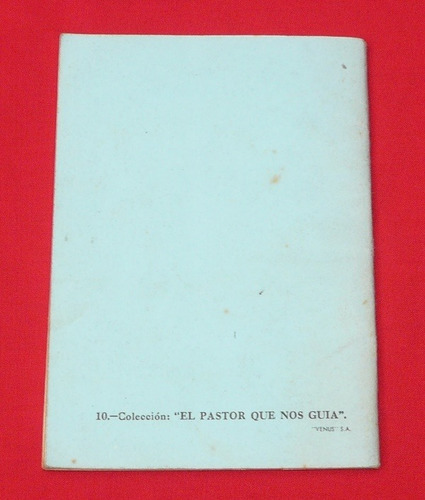 10.—Colección: "EL PASTOR QUE NOS GUIA".
"VENUS" S.A.